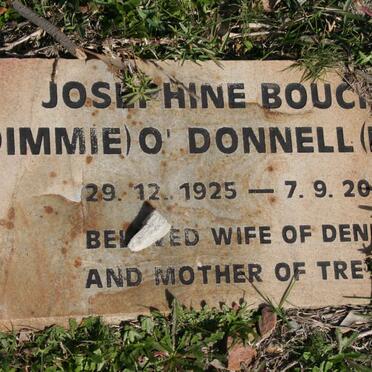 JOSEPHINE BOUC
DIMMIE) O' DONNELL (
29. 12. 1925 — 7. 9. 20
BELOVED WIFE OF DEN
AND MOTHER OF TRE